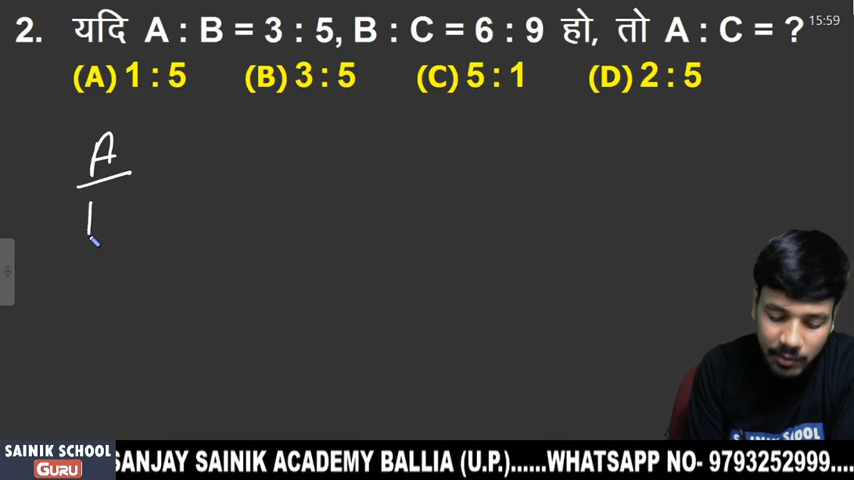 2. यदि A : B = 3 : 5, B : C = 6 : 9 हो, तो A : C = ?
15:59
(A) 1 : 5 (B) 3 : 5 (C) 5 : 1 (D) 2 : 5
A
SAINIK SCHOOL
GURU
SANJAY SAINIK ACADEMY BALLIA (U.P.)......WHATSAPP NO- 9793252999....